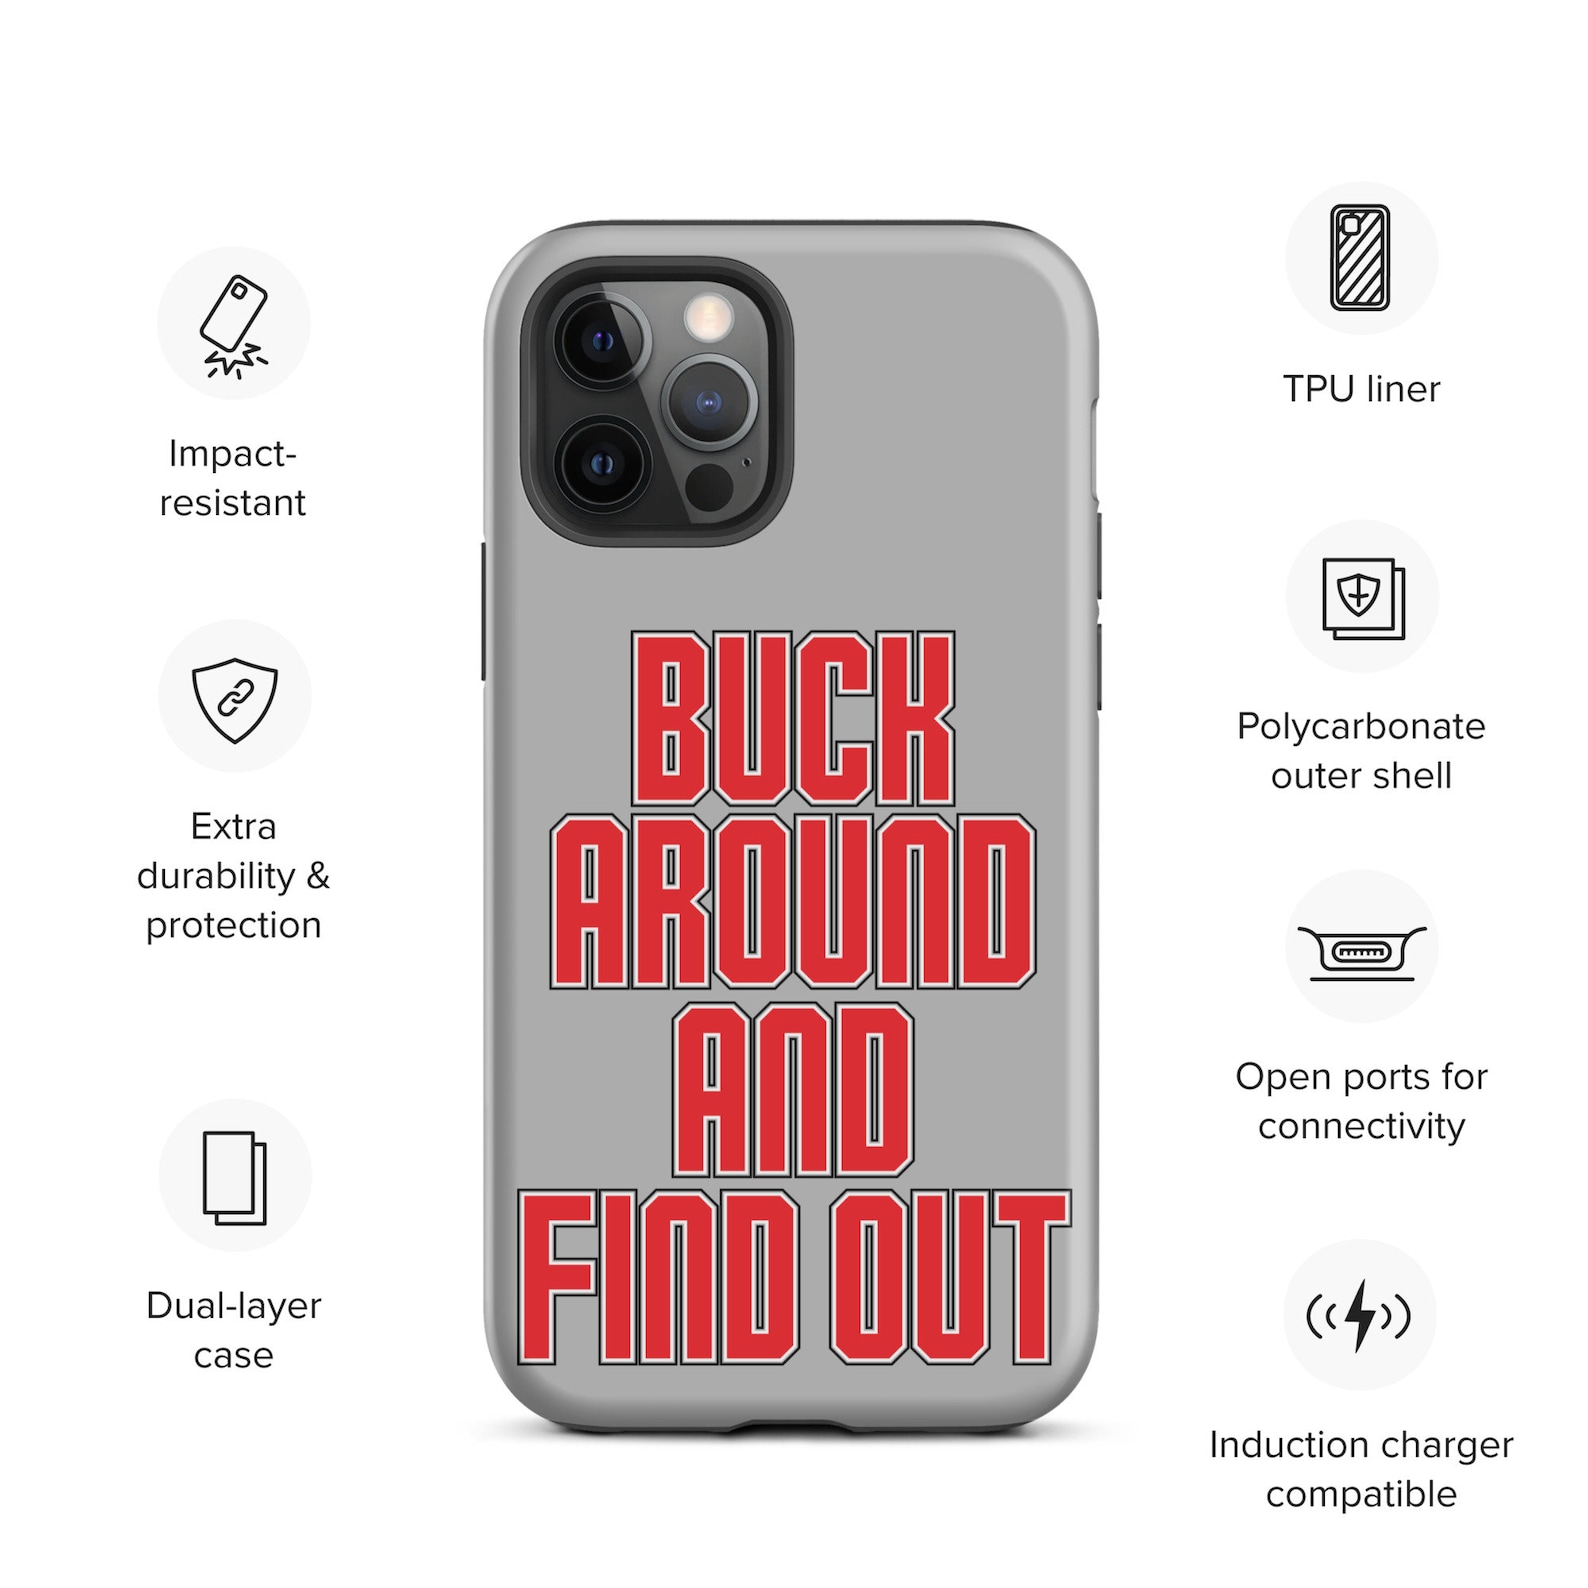 Impact-
resistant
Extra
durability &
protection
Dual-layer
case
BUCK
AROUND
AND
FIND OUT
TPU liner
Polycarbonate
outer shell
Open ports for
connectivity
Induction charger
compatible